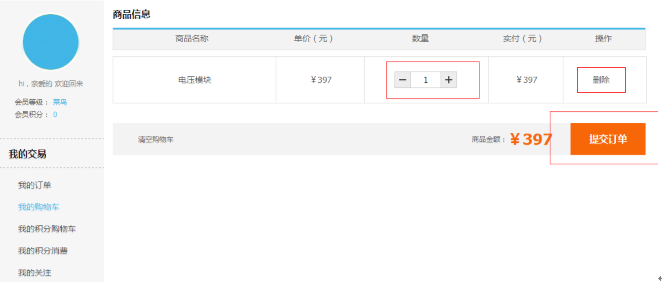 hi，亲爱的 欢迎回来
会员等级： 菜鸟
会员积分： 0
我的交易
我的订单
我的购物车
我的积分购物车
我的积分消费
我的关注
商品信息
商品名称 单价（元） 数量 实付（元） 操作
电压模块 ￥397 － 1 ＋ ￥397 删除
清空购物车 商品金额： ￥397 提交订单